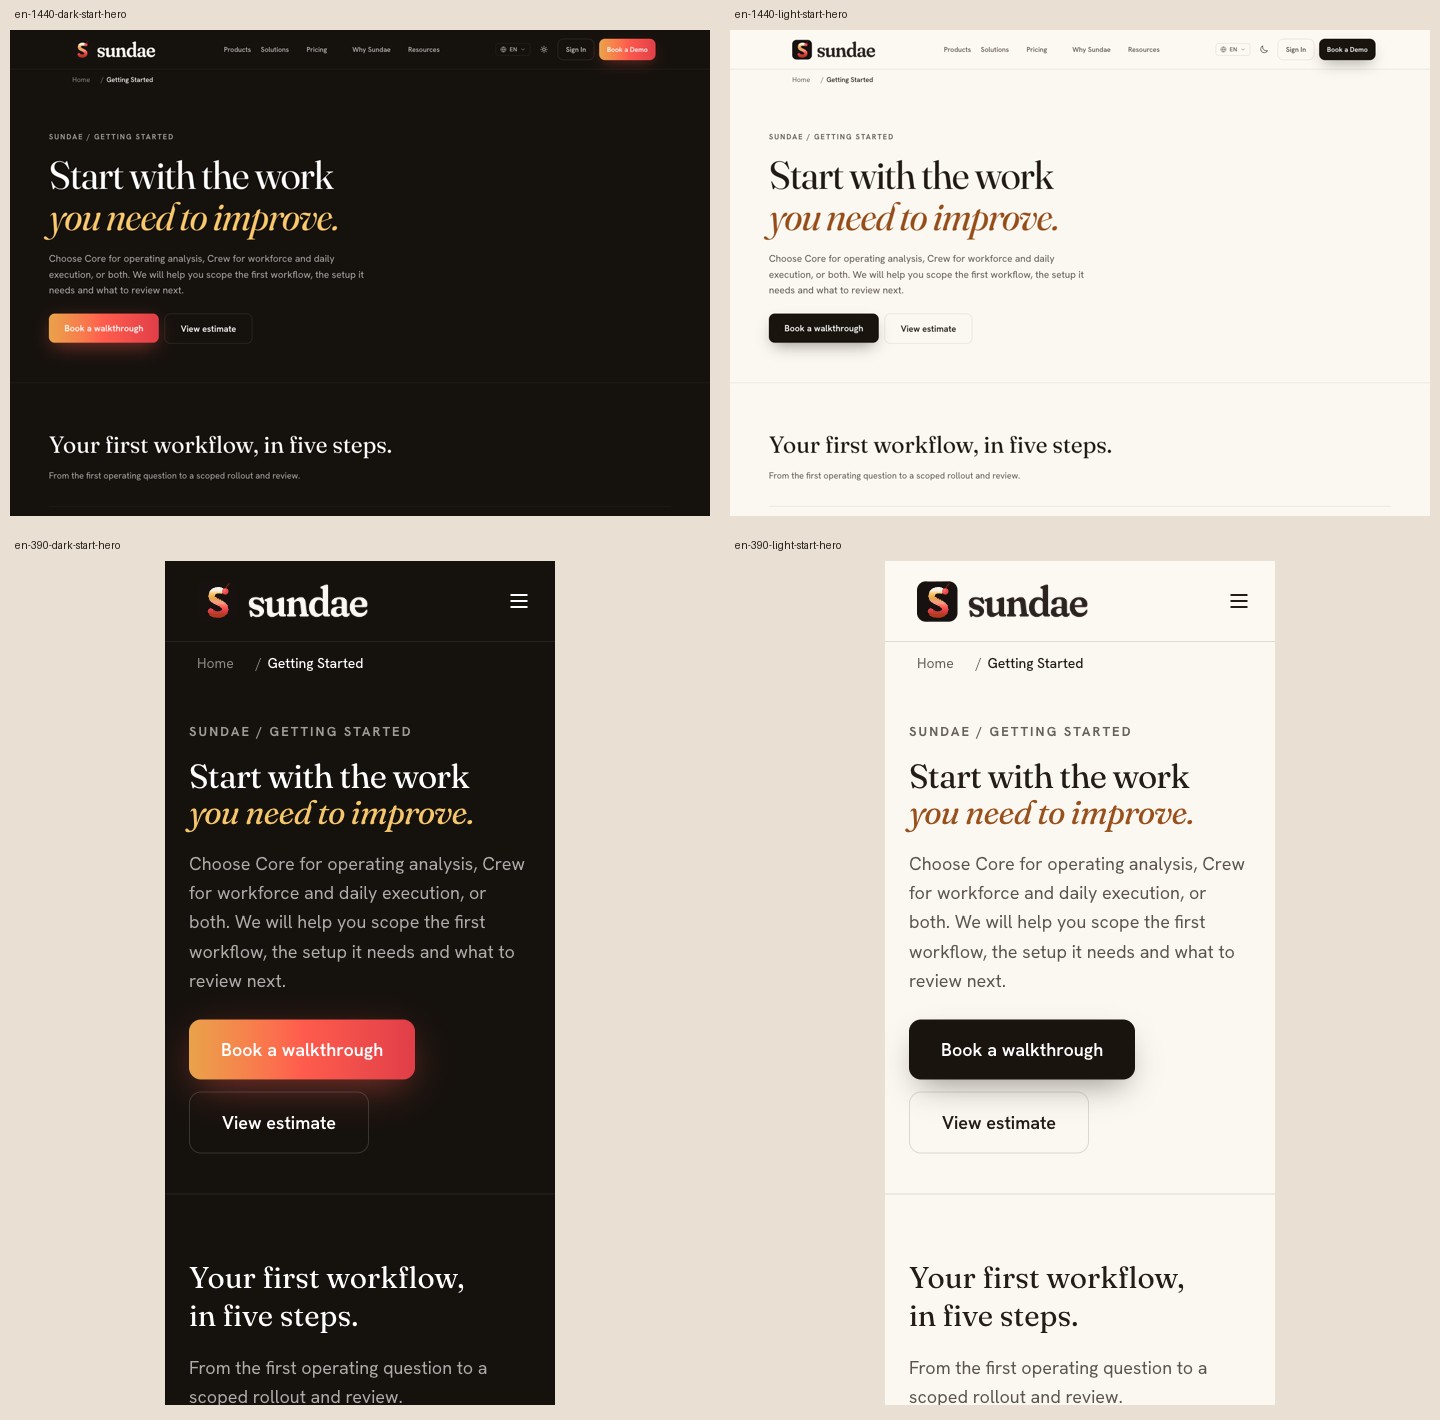 en-1440-dark-start-hero
sundae
Products Solutions Pricing Why Sundae Resources EN Sign In Book a Demo
Home / Getting Started
SUNDAE / GETTING STARTED
Start with the work
you need to improve.
Choose Core for operating analysis, Crew for workforce and daily
execution, or both. We will help you scope the first workflow, the setup it
needs and what to review next.
Book a walkthrough View estimate
Your first workflow, in five steps.
From the first operating question to a scoped rollout and review.
en-1440-light-start-hero
sundae
Products Solutions Pricing Why Sundae Resources EN Sign In Book a Demo
Home / Getting Started
SUNDAE / GETTING STARTED
Start with the work
you need to improve.
Choose Core for operating analysis, Crew for workforce and daily
execution, or both. We will help you scope the first workflow, the setup it
needs and what to review next.
Book a walkthrough View estimate
Your first workflow, in five steps.
From the first operating question to a scoped rollout and review.
en-390-dark-start-hero
sundae
Home / Getting Started
SUNDAE / GETTING STARTED
Start with the work
you need to improve.
Choose Core for operating analysis, Crew
for workforce and daily execution, or
both. We will help you scope the first
workflow, the setup it needs and what to
review next.
Book a walkthrough
View estimate
Your first workflow,
in five steps.
From the first operating question to a
scoped rollout and review.
en-390-light-start-hero
sundae
Home / Getting Started
SUNDAE / GETTING STARTED
Start with the work
you need to improve.
Choose Core for operating analysis, Crew
for workforce and daily execution, or
both. We will help you scope the first
workflow, the setup it needs and what to
review next.
Book a walkthrough
View estimate
Your first workflow,
in five steps.
From the first operating question to a
scoped rollout and review.